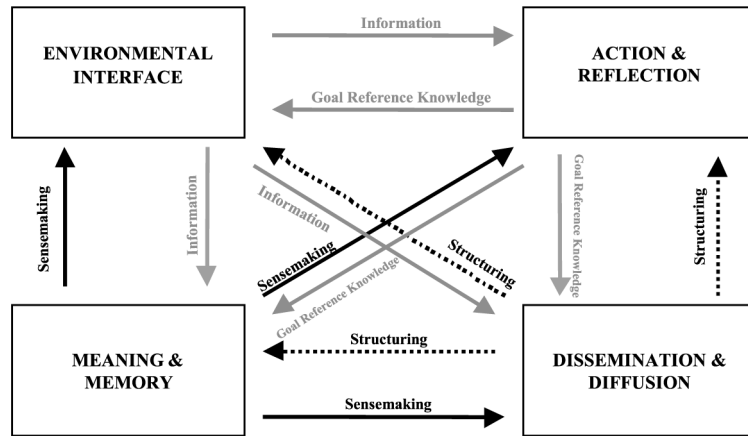 Information
ENVIRONMENTAL
INTERFACE
ACTION &
REFLECTION
Goal Reference Knowledge
Sensemaking
Information
Information
Structuring
Sensemaking
Goal Reference Knowledge
Goal Reference Knowledge
Structuring
Structuring
MEANING &
MEMORY
DISSEMINATION &
DIFFUSION
Sensemaking